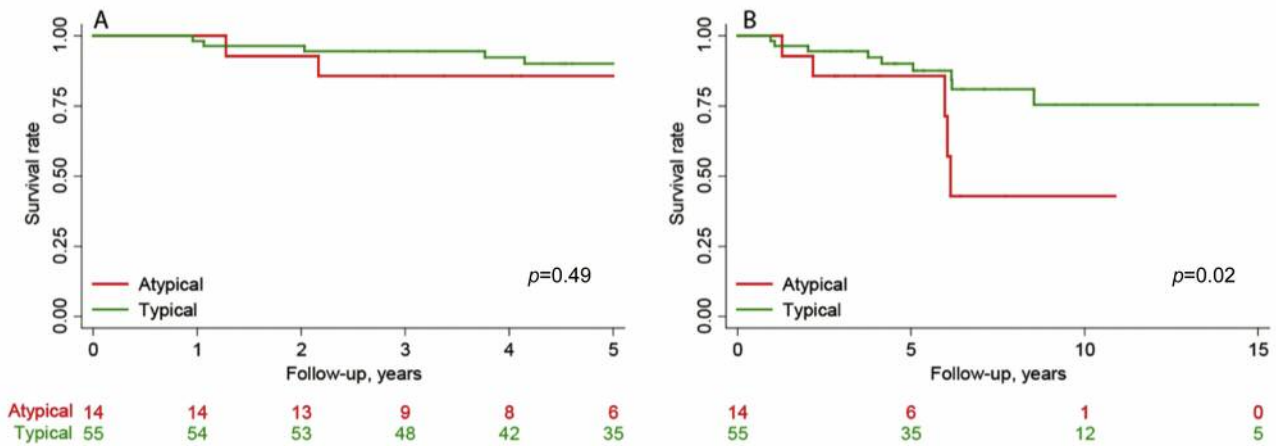 A
Survival rate
1.00
0.75
0.50
0.25
0.00
Atypical
Typical
p=0.49
0 1 2 3 4 5
Follow-up, years
Atypical 14 14 13 9 8 6
Typical 55 54 53 48 42 35
B
Survival rate
1.00
0.75
0.50
0.25
0.00
Atypical
Typical
p=0.02
0 5 10 15
Follow-up, years
14 6 1 0
55 35 12 5